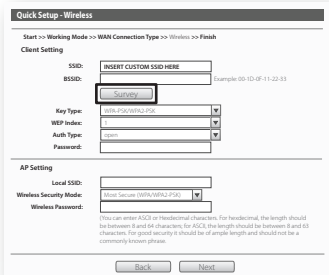 Quick Setup - Wireless
Start >> Working Mode >> WAN Connection Type >> Wireless >> Finish
Client Setting
SSID: INSERT CUSTOM SSID HERE
BSSID: Example: 00-1D-0F-11-22-33
Survey
Key Type: WPA-PSK/WPA2-PSK
WEP Index: 1
Auth Type: open
Password:
AP Setting
Local SSID:
Wireless Security Mode: Most Secure (WPA/WPA2-PSK)
Wireless Password:
(You can enter ASCII or Hexdecimal characters. For hexdecimal, the length should
be between 8 and 64 characters; for ASCII, the length should be between 8 and 63
characters. For good security it should be of ample length and should not be a
commonly known phrase.
Back Next